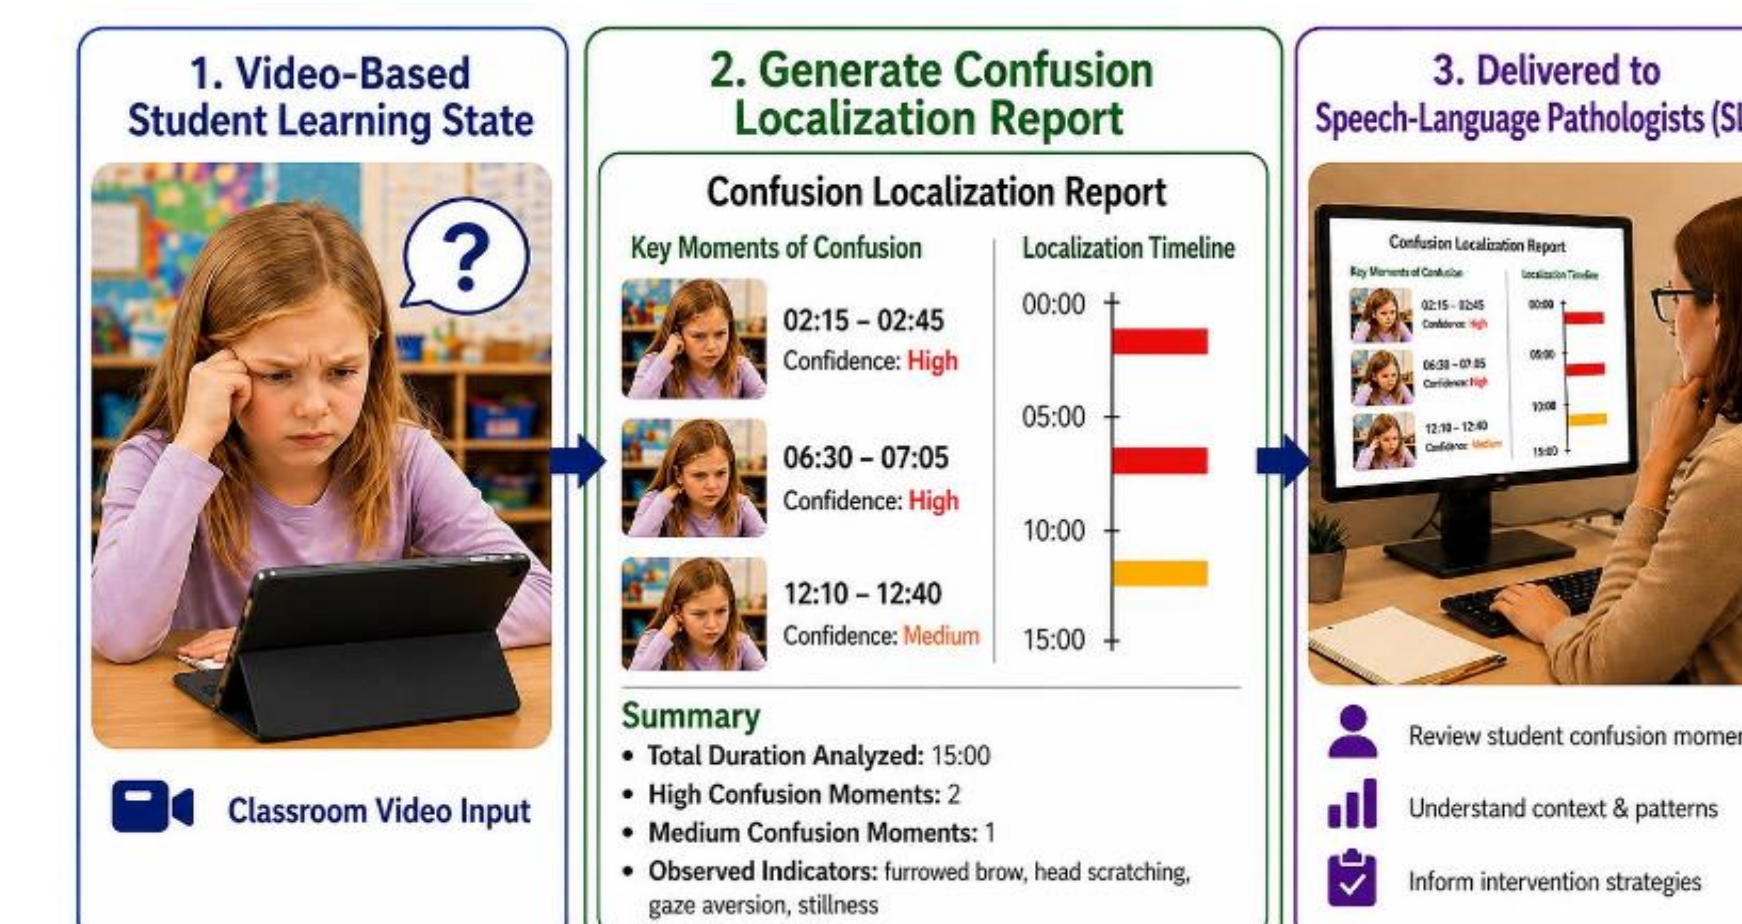 1. Video-Based
Student Learning State
?
Classroom Video Input
2. Generate Confusion
Localization Report
Confusion Localization Report
Key Moments of Confusion
02:15 – 02:45
Confidence: High
06:30 – 07:05
Confidence: High
12:10 – 12:40
Confidence: Medium
Localization Timeline
00:00
05:00
10:00
15:00
Summary
• Total Duration Analyzed: 15:00
• High Confusion Moments: 2
• Medium Confusion Moments: 1
• Observed Indicators: furrowed brow, head scratching,
gaze aversion, stillness
3. Delivered to
Speech-Language Pathologists
Confusion Localization Report
Key Moments of Confusion
02:15 – 02:45
Confidence: High
06:30 – 07:05
Confidence: High
12:10 – 12:40
Confidence: Medium
Localization Timeline
00:00
05:00
10:00
15:00
Review student confusion
Understand context & patterns
Inform intervention strategies